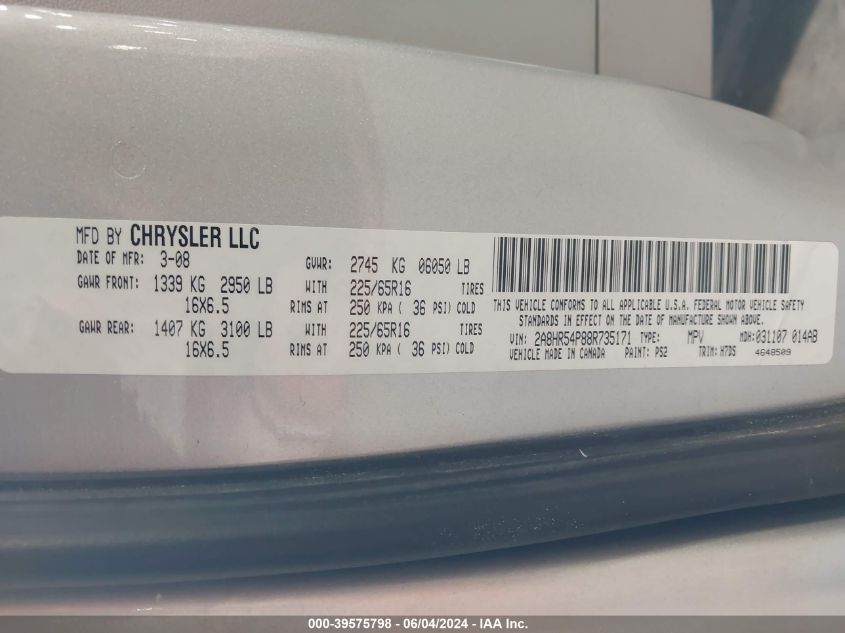 MFD BY CHRYSLER LLC
DATE OF MFR: 3-08 GVWR: 2745 KG 06050 LB
GAWR FRONT: 1339 KG 2950 LB WITH 225/65R16 TIRES
16X6.5 RIMS AT 250 KPA ( 36 PSI) COLD
GAWR REAR: 1407 KG 3100 LB WITH 225/65R16 TIRES
16X6.5 RIMS AT 250 KPA ( 36 PSI) COLD
THIS VEHICLE CONFORMS TO ALL APPLICABLE U.S.A. FEDERAL MOTOR VEHICLE SAFETY
STANDARDS IN EFFECT ON THE DATE OF MANUFACTURE SHOWN ABOVE.
VIN: 2A8HR54P88R735171 TYPE: MPV MDH:031107 014AB
VEHICLE MADE IN CANADA PAINT: PS2 TRIM: H7DS 4648509
000-39575798 - 06/04/2024 - IAA Inc.